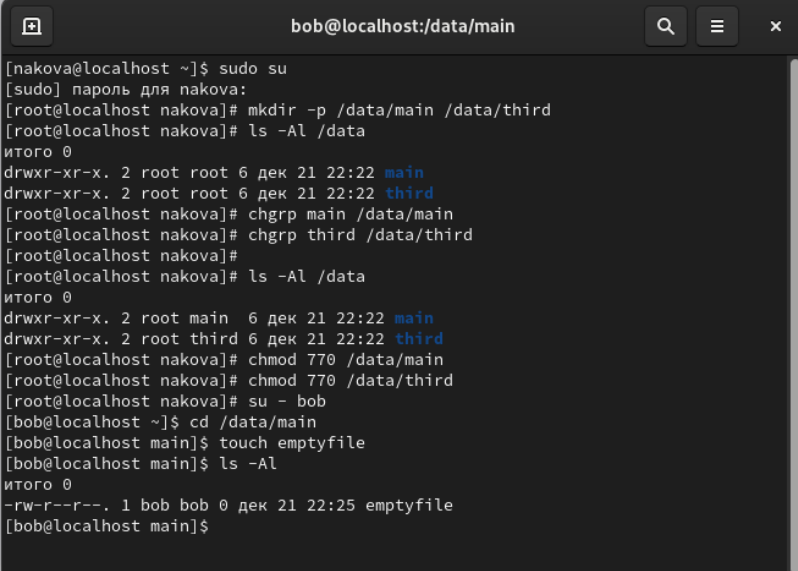 bob@localhost:/data/main
[nakova@localhost ~]$ sudo su
[sudo] пароль для nakova:
[root@localhost nakova]# mkdir -p /data/main /data/third
[root@localhost nakova]# ls -Al /data
итого 0
drwxr-xr-x. 2 root root 6 дек 21 22:22 main
drwxr-xr-x. 2 root root 6 дек 21 22:22 third
[root@localhost nakova]# chgrp main /data/main
[root@localhost nakova]# chgrp third /data/third
[root@localhost nakova]#
[root@localhost nakova]# ls -Al /data
итого 0
drwxr-xr-x. 2 root main  6 дек 21 22:22 main
drwxr-xr-x. 2 root third 6 дек 21 22:22 third
[root@localhost nakova]# chmod 770 /data/main
[root@localhost nakova]# chmod 770 /data/third
[root@localhost nakova]# su - bob
[bob@localhost ~]$ cd /data/main
[bob@localhost main]$ touch emptyfile
[bob@localhost main]$ ls -Al
итого 0
-rw-r--r--. 1 bob bob 0 дек 21 22:25 emptyfile
[bob@localhost main]$